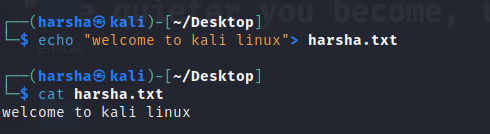 ┌──(harsha㉿kali)-[~/Desktop]
└─$ echo "welcome to kali linux"> harsha.txt
┌──(harsha㉿kali)-[~/Desktop]
└─$ cat harsha.txt
welcome to kali linux